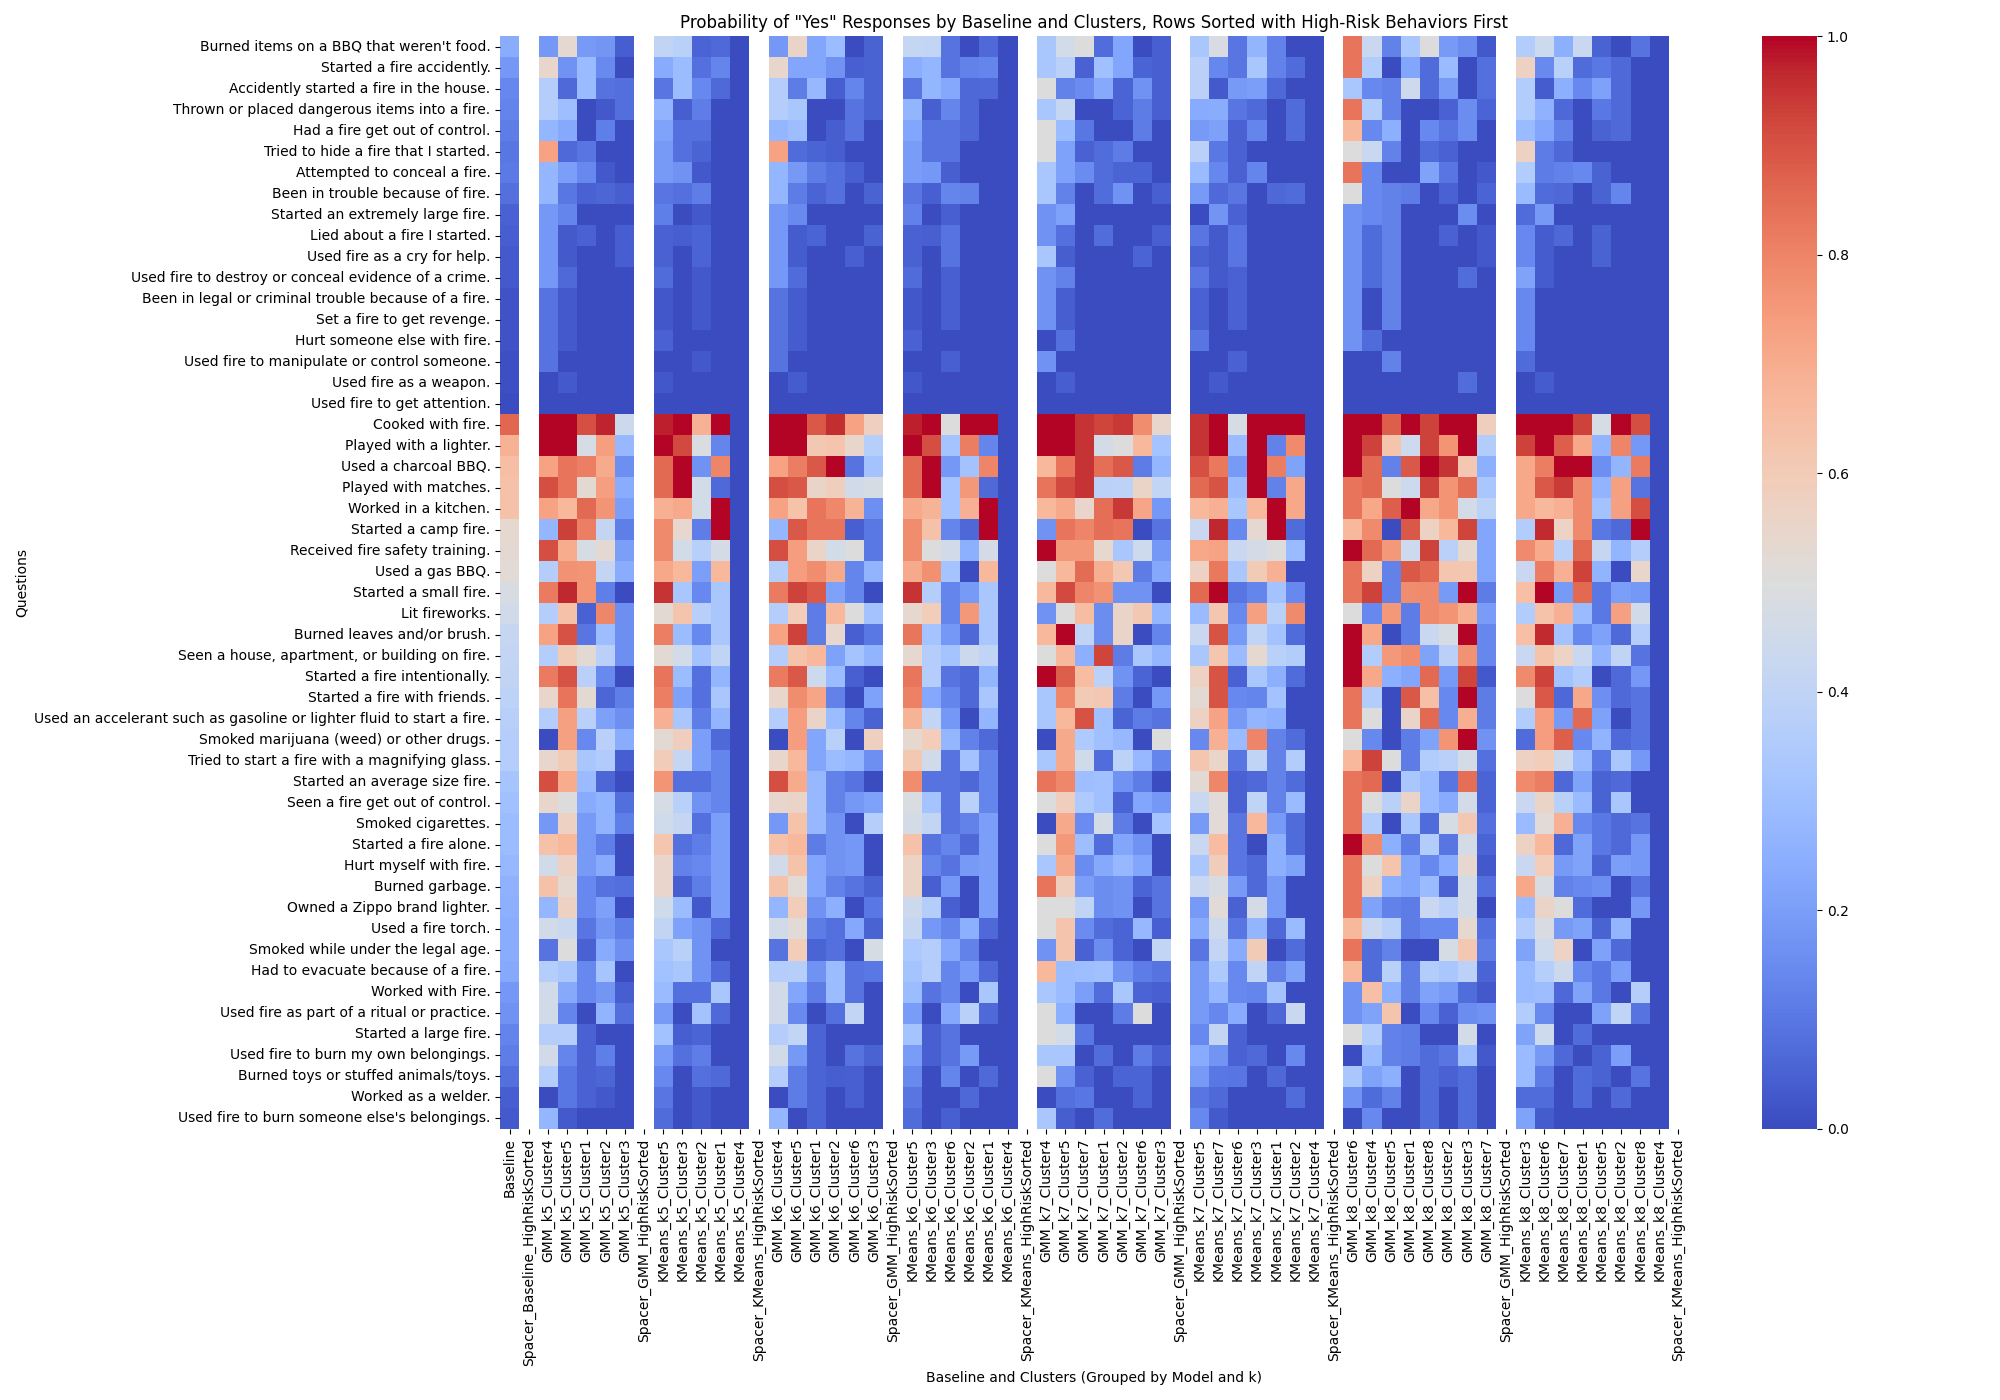 Probability of "Yes" Responses by Baseline and Clusters, Rows Sorted with High-Risk Behaviors First
Questions
Burned items on a BBQ that weren't food.
Started a fire accidently.
Accidently started a fire in the house.
Thrown or placed dangerous items into a fire.
Had a fire get out of control.
Tried to hide a fire that I started.
Attempted to conceal a fire.
Been in trouble because of fire.
Started an extremely large fire.
Lied about a fire I started.
Used fire as a cry for help.
Used fire to destroy or conceal evidence of a crime.
Been in legal or criminal trouble because of a fire.
Set a fire to get revenge.
Hurt someone else with fire.
Used fire to manipulate or control someone.
Used fire as a weapon.
Used fire to get attention.
Cooked with fire.
Played with a lighter.
Used a charcoal BBQ.
Played with matches.
Worked in a kitchen.
Started a camp fire.
Received fire safety training.
Used a gas BBQ.
Started a small fire.
Lit fireworks.
Burned leaves and/or brush.
Seen a house, apartment, or building on fire.
Started a fire intentionally.
Started a fire with friends.
Used an accelerant such as gasoline or lighter fluid to start a fire.
Smoked marijuana (weed) or other drugs.
Tried to start a fire with a magnifying glass.
Started an average size fire.
Seen a fire get out of control.
Smoked cigarettes.
Started a fire alone.
Hurt myself with fire.
Burned garbage.
Owned a Zippo brand lighter.
Used a fire torch.
Smoked while under the legal age.
Had to evacuate because of a fire.
Worked with Fire.
Used fire as part of a ritual or practice.
Started a large fire.
Used fire to burn my own belongings.
Burned toys or stuffed animals/toys.
Worked as a welder.
Used fire to burn someone else's belongings.
Baseline
Spacer_Baseline_HighRiskSorted
GMM_k5_Cluster4
GMM_k5_Cluster5
GMM_k5_Cluster1
GMM_k5_Cluster2
GMM_k5_Cluster3
Spacer_GMM_HighRiskSorted
KMeans_k5_Cluster5
KMeans_k5_Cluster3
KMeans_k5_Cluster2
KMeans_k5_Cluster1
KMeans_k5_Cluster4
Spacer_KMeans_HighRiskSorted
GMM_k6_Cluster4
GMM_k6_Cluster5
GMM_k6_Cluster1
GMM_k6_Cluster2
GMM_k6_Cluster6
GMM_k6_Cluster3
Spacer_GMM_HighRiskSorted
KMeans_k6_Cluster5
KMeans_k6_Cluster3
KMeans_k6_Cluster6
KMeans_k6_Cluster2
KMeans_k6_Cluster1
KMeans_k6_Cluster4
Spacer_KMeans_HighRiskSorted
GMM_k7_Cluster4
GMM_k7_Cluster5
GMM_k7_Cluster7
GMM_k7_Cluster1
GMM_k7_Cluster2
GMM_k7_Cluster6
GMM_k7_Cluster3
Spacer_GMM_HighRiskSorted
KMeans_k7_Cluster5
KMeans_k7_Cluster7
KMeans_k7_Cluster6
KMeans_k7_Cluster3
KMeans_k7_Cluster1
KMeans_k7_Cluster2
KMeans_k7_Cluster4
Spacer_KMeans_HighRiskSorted
GMM_k8_Cluster6
GMM_k8_Cluster4
GMM_k8_Cluster5
GMM_k8_Cluster1
GMM_k8_Cluster8
GMM_k8_Cluster2
GMM_k8_Cluster3
GMM_k8_Cluster7
Spacer_GMM_HighRiskSorted
KMeans_k8_Cluster3
KMeans_k8_Cluster6
KMeans_k8_Cluster7
KMeans_k8_Cluster1
KMeans_k8_Cluster5
KMeans_k8_Cluster2
KMeans_k8_Cluster8
KMeans_k8_Cluster4
Spacer_KMeans_HighRiskSorted
Baseline and Clusters (Grouped by Model and k)
1.0
0.8
0.6
0.4
0.2
0.0